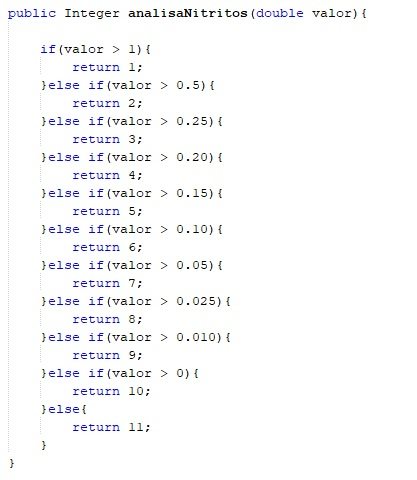 public Integer analisaNitritos(double valor){
if(valor > 1){
return 1;
}else if(valor > 0.5){
return 2;
}else if(valor > 0.25){
return 3;
}else if(valor > 0.20){
return 4;
}else if(valor > 0.15){
return 5;
}else if(valor > 0.10){
return 6;
}else if(valor > 0.05){
return 7;
}else if(valor > 0.025){
return 8;
}else if(valor > 0.010){
return 9;
}else if(valor > 0){
return 10;
}else{
return 11;
}
}